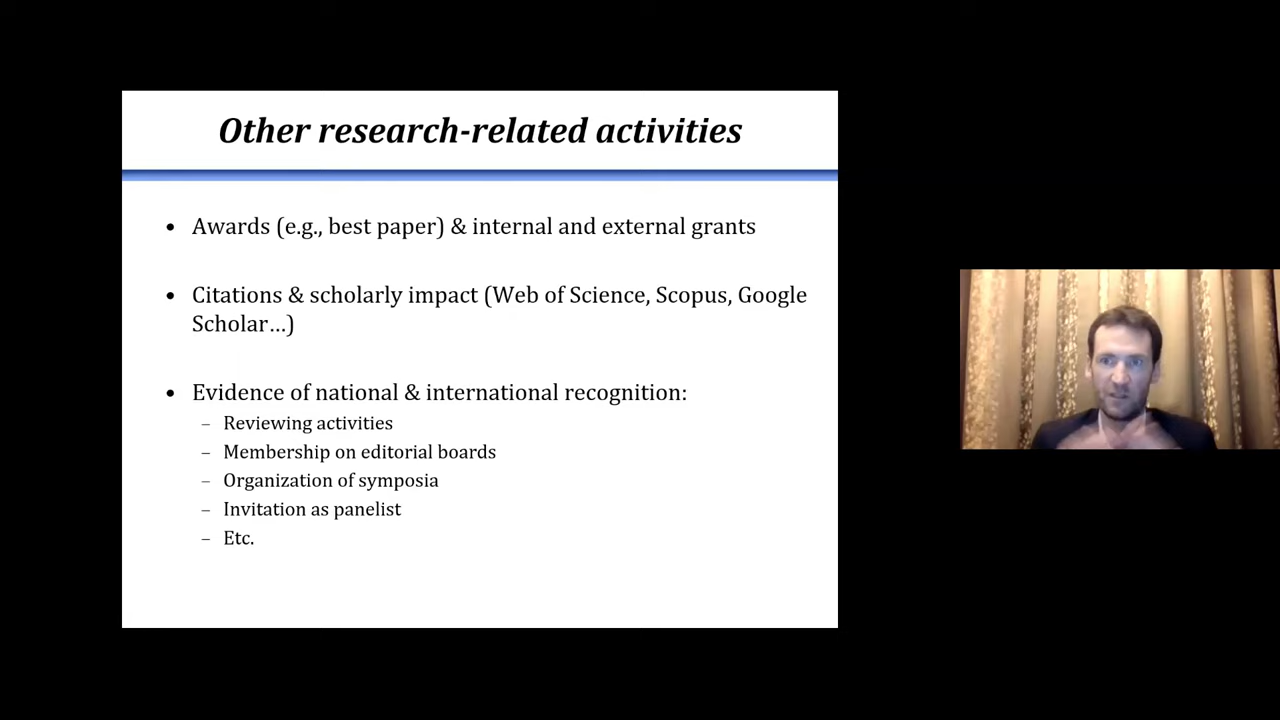 Other research-related activities
• Awards (e.g., best paper) & internal and external grants
• Citations & scholarly impact (Web of Science, Scopus, Google
Scholar…)
• Evidence of national & international recognition:
– Reviewing activities
– Membership on editorial boards
– Organization of symposia
– Invitation as panelist
– Etc.